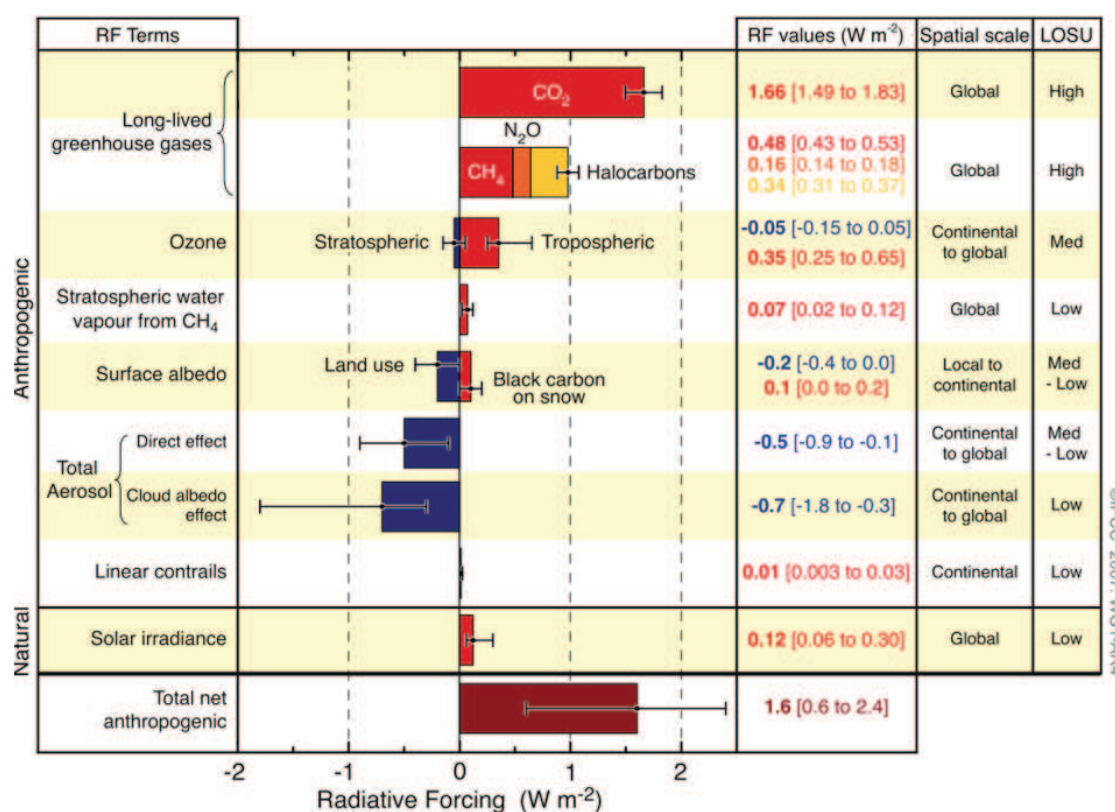 RF Terms
RF values (W m⁻²)
Spatial scale
LOSU
Anthropogenic
Long-lived
greenhouse gases
CO₂
1.66 [1.49 to 1.83]
Global
High
N₂O
CH₄
Halocarbons
0.48 [0.43 to 0.53]
0.16 [0.14 to 0.18]
0.34 [0.31 to 0.37]
Global
High
Ozone
Stratospheric
Tropospheric
-0.05 [-0.15 to 0.05]
0.35 [0.25 to 0.65]
Continental
to global
Med
Stratospheric water
vapour from CH₄
0.07 [0.02 to 0.12]
Global
Low
Surface albedo
Land use
Black carbon
on snow
-0.2 [-0.4 to 0.0]
0.1 [0.0 to 0.2]
Local to
continental
Med
- Low
Total
Aerosol
Direct effect
-0.5 [-0.9 to -0.1]
Continental
to global
Med
- Low
Cloud albedo
effect
-0.7 [-1.8 to -0.3]
Continental
to global
Low
Linear contrails
0.01 [0.003 to 0.03]
Continental
Low
Natural
Solar irradiance
0.12 [0.06 to 0.30]
Global
Low
Total net
anthropogenic
1.6 [0.6 to 2.4]
-2 -1 0 1 2
Radiative Forcing (W m⁻²)